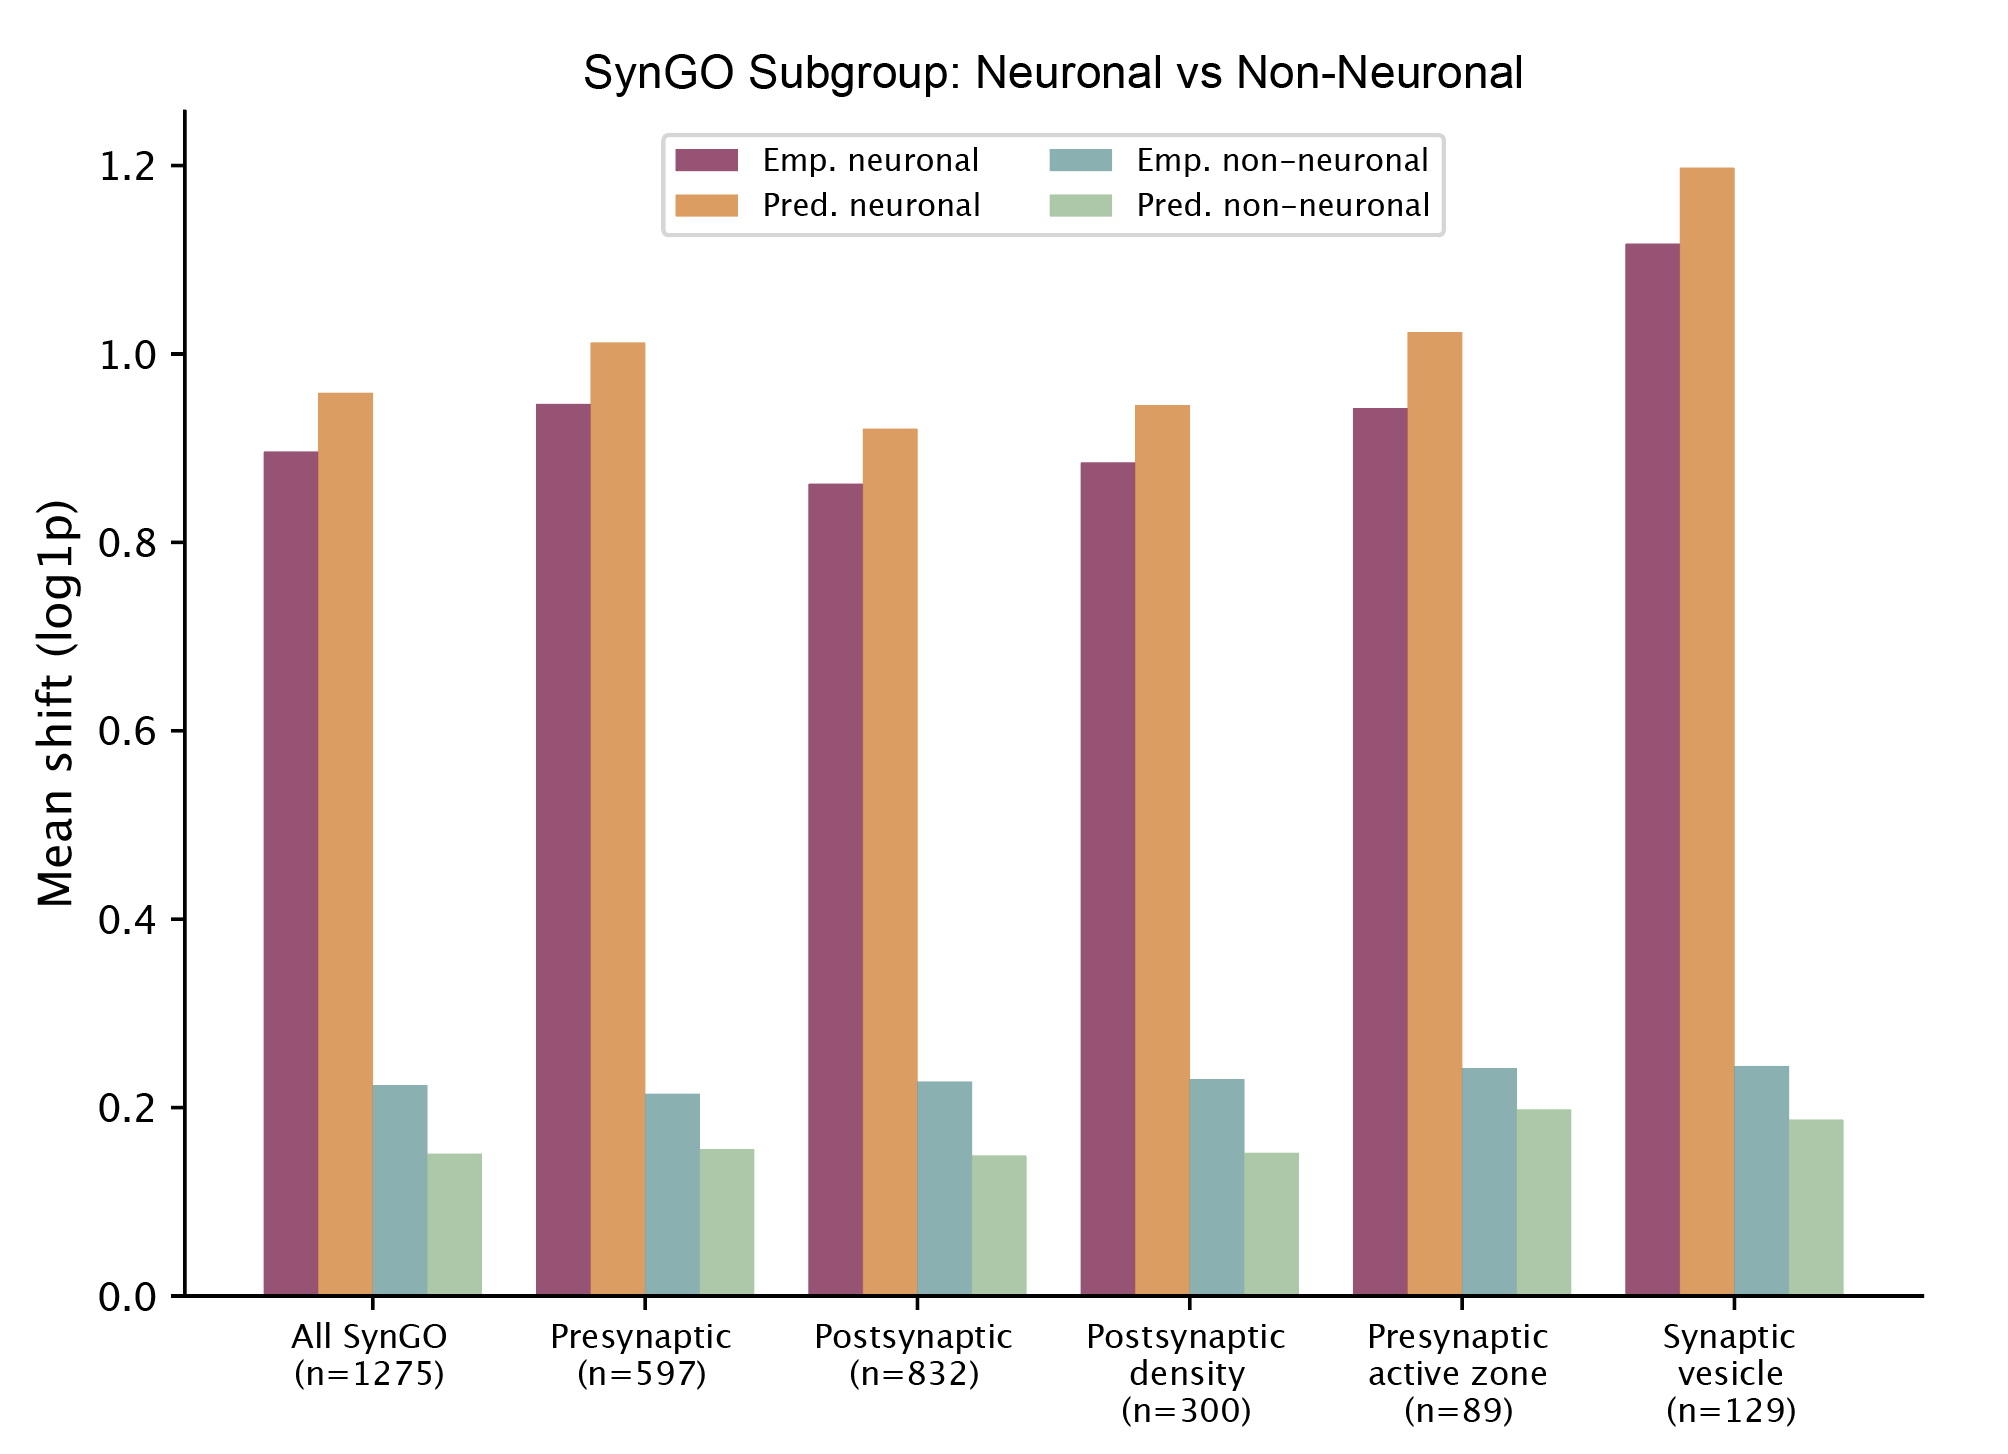 SynGO Subgroup: Neuronal vs Non-Neuronal
Emp. neuronal
Pred. neuronal
Emp. non-neuronal
Pred. non-neuronal
Mean shift (log1p)
1.2
1.0
0.8
0.6
0.4
0.2
0.0
All SynGO
(n=1275)
Presynaptic
(n=597)
Postsynaptic
(n=832)
Postsynaptic
density
(n=300)
Presynaptic
active zone
(n=89)
Synaptic
vesicle
(n=129)